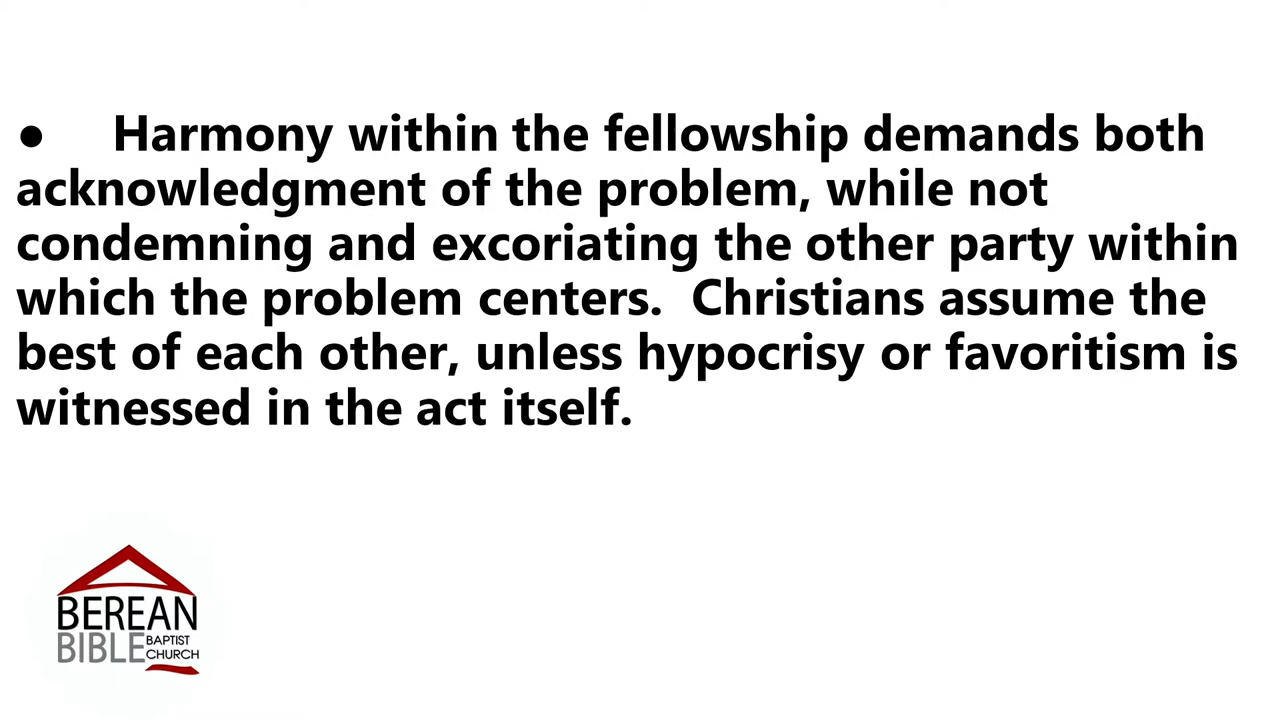 ● Harmony within the fellowship demands both
acknowledgment of the problem, while not
condemning and excoriating the other party within
which the problem centers.  Christians assume the
best of each other, unless hypocrisy or favoritism is
witnessed in the act itself.
BEREAN
BIBLE BAPTIST
CHURCH